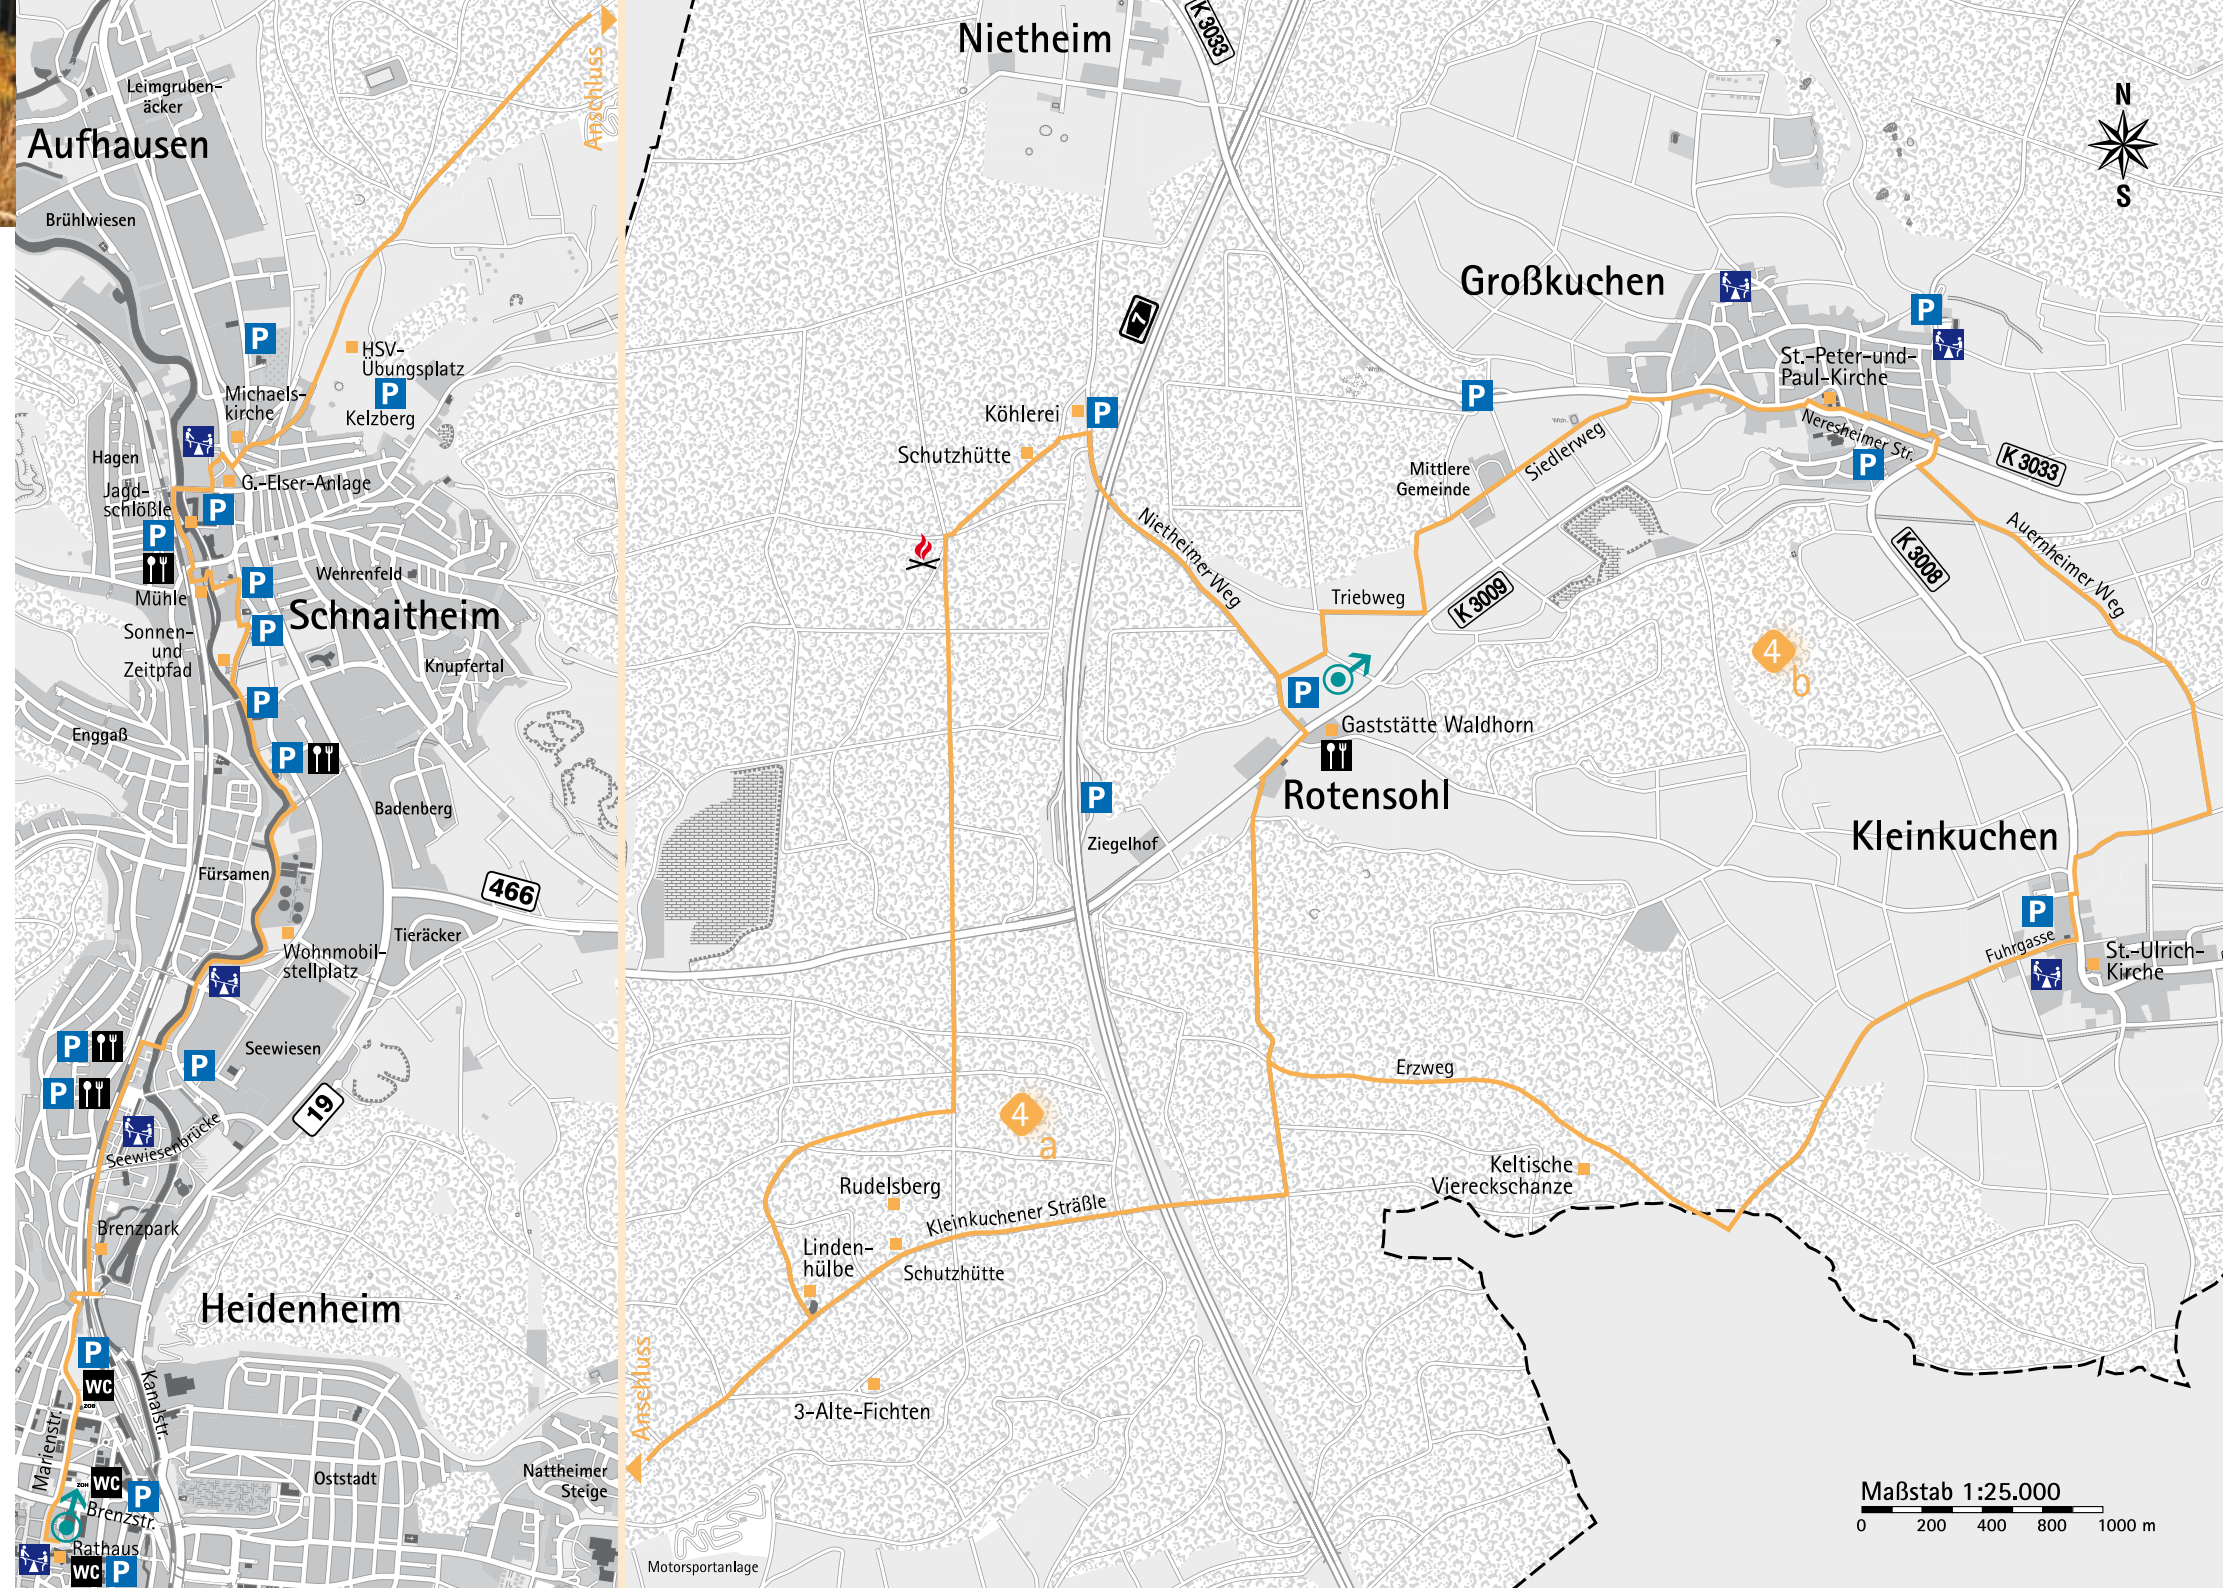 Nietheim
K 3033
Anschluss
Leimgruben-
äcker
Aufhausen
N
S
Brühlwiesen
Großkuchen
7
P
P
P
HSV-
Übungsplatz
P
Kelzberg
St.-Peter-und-
Paul-Kirche
Michaels-
kirche
Köhlerei
P
P
Neresheimer Str.
Siedlerweg
Hagen
Schutzhütte
Mittlere
Gemeinde
P
K 3033
G.-Elser-Anlage
Jagd-
schlößle
P
P
Nietheimer Weg
Auernheimer Weg
K 3008
Wehrenfeld
P
Mühle
Triebweg
K 3009
Schnaitheim
P
Sonnen-
und
Zeitpfad
Knupfertal
4
b
P
P
Enggaß
Gaststätte Waldhorn
P
Rotensohl
P
Badenberg
Ziegelhof
Kleinkuchen
Fürsamen
466
P
Tieräcker
Wohnmobil-
stellplatz
Fuhrgasse
St.-Ulrich-
Kirche
P
Seewiesen
P
P
Erzweg
19
4
a
Seewiesenbrücke
Keltische
Viereckschanze
Rudelsberg
Kleinkuchener Sträßle
Brenzpark
Linden-
hülbe
Schutzhütte
Heidenheim
P
WC
ZOB
Kanalstr.
Anschluss
3-Alte-Fichten
Marienstr.
Oststadt
Nattheimer
Steige
ZOH
WC
P
Brenzstr.
Maßstab 1:25.000
0 200 400 800 1000 m
Rathaus
WC
P
Motorsportanlage